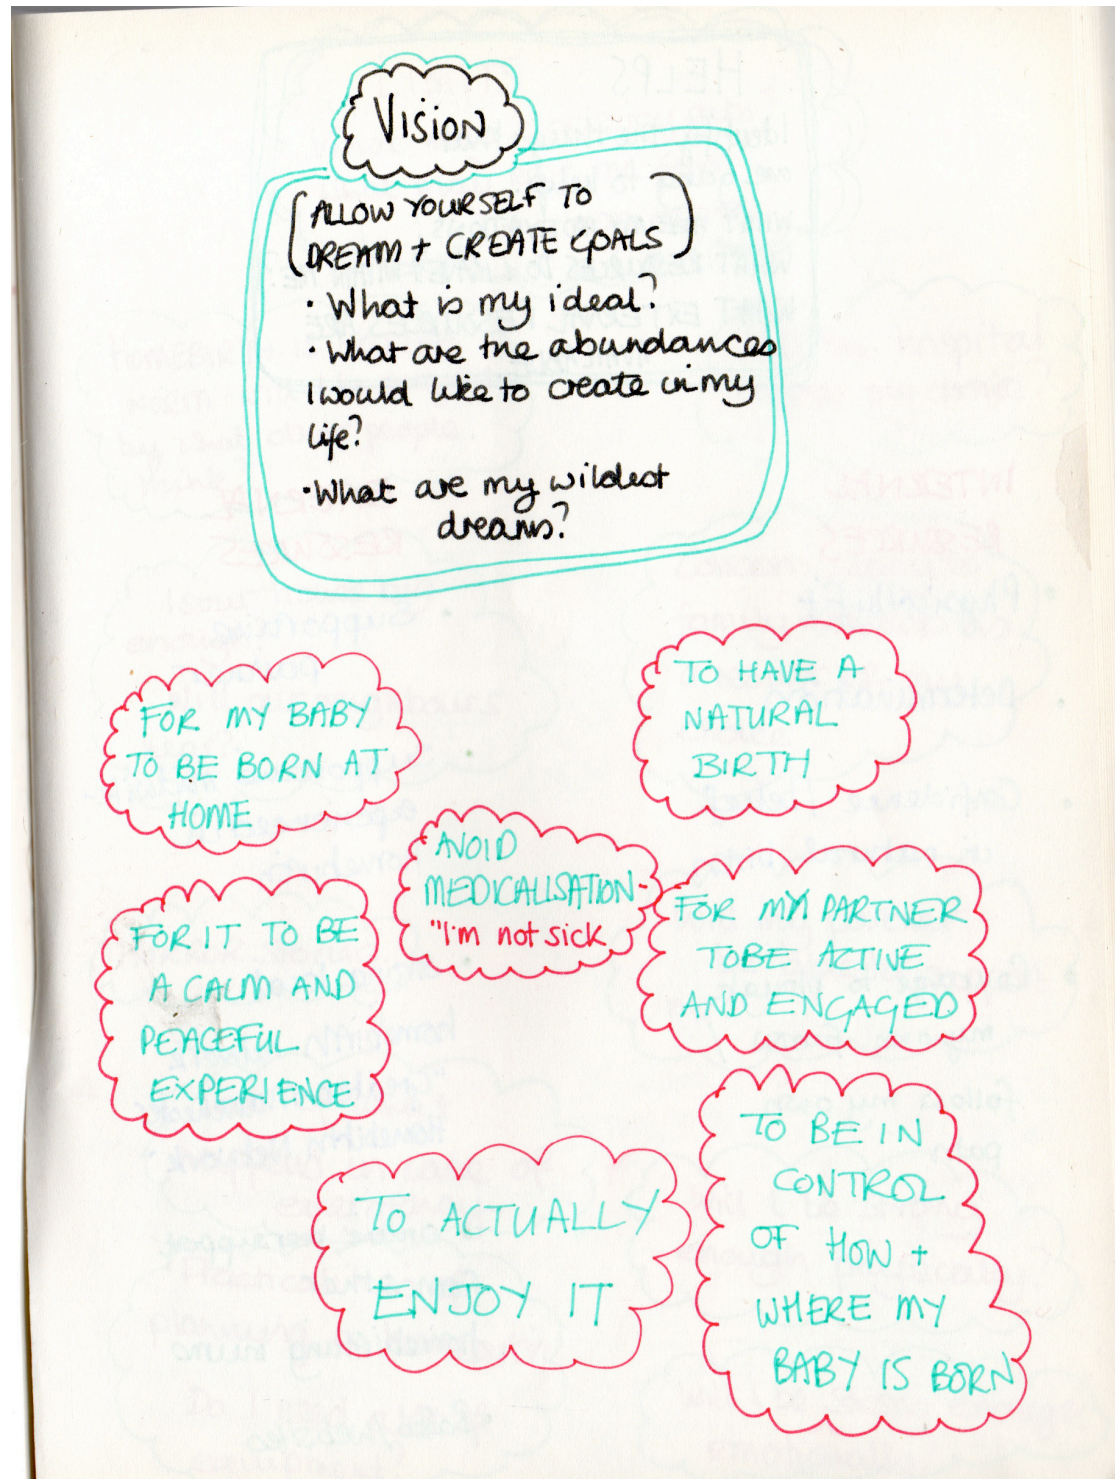 VISION
(ALLOW YOURSELF TO
DREAM + CREATE GOALS)
• What is my ideal?
• What are the abundances
I would like to create in my
life?
• What are my wildest
dreams?
FOR MY BABY
TO BE BORN AT
HOME
TO HAVE A
NATURAL
BIRTH
AVOID
MEDICALISATION-
"I'm not sick
FOR IT TO BE
A CALM AND
PEACEFUL
EXPERIENCE
FOR MY PARTNER
TO BE ACTIVE
AND ENGAGED
TO ACTUALLY
ENJOY IT
TO BE IN
CONTROL
OF HOW +
WHERE MY
BABY IS BORN